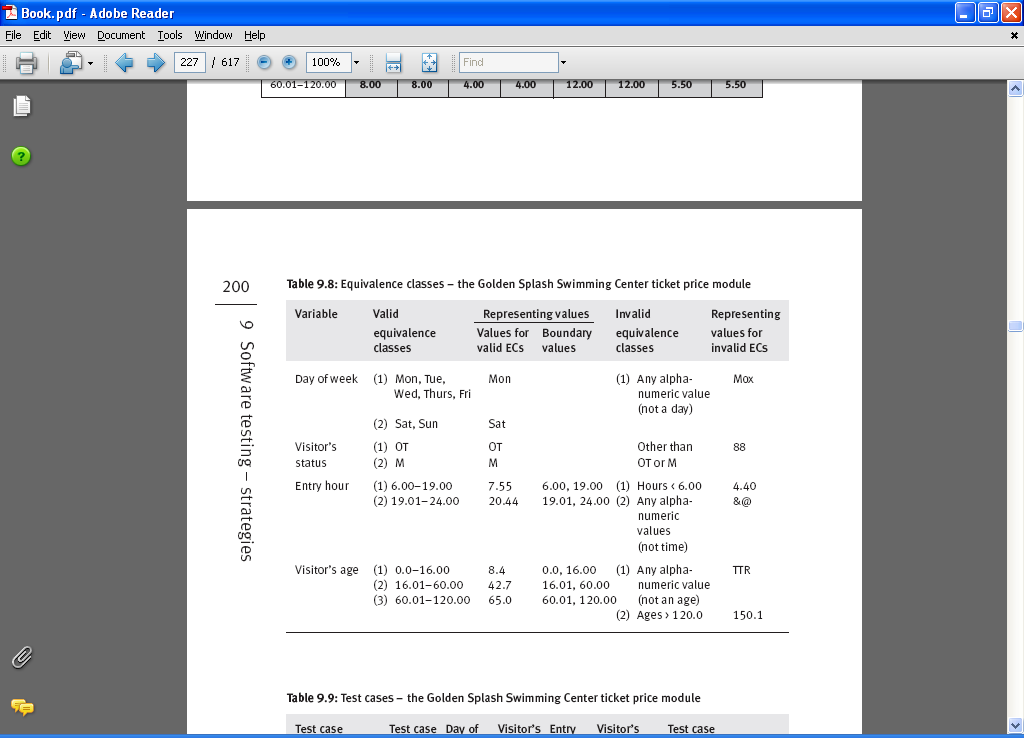 Book.pdf - Adobe Reader
File Edit View Document Tools Window Help
227 / 617 100% Find
60.01–120.00 8.00 8.00 4.00 4.00 12.00 12.00 5.50 5.50
200
9 Software testing – strategies
Table 9.8: Equivalence classes – the Golden Splash Swimming Center ticket price module
Variable Valid Representing values Invalid Representing
equivalence Values for Boundary equivalence values for
classes valid ECs values classes invalid ECs
Day of week (1) Mon, Tue, Mon (1) Any alpha- Mox
Wed, Thurs, Fri numeric value
(not a day)
(2) Sat, Sun Sat
Visitor's (1) OT OT Other than 88
status (2) M M OT or M
Entry hour (1) 6.00–19.00 7.55 6.00, 19.00 (1) Hours < 6.00 4.40
(2) 19.01–24.00 20.44 19.01, 24.00 (2) Any alpha- &@
numeric
values
(not time)
Visitor's age (1) 0.0–16.00 8.4 0.0, 16.00 (1) Any alpha- TTR
(2) 16.01–60.00 42.7 16.01, 60.00 numeric value
(3) 60.01–120.00 65.0 60.01, 120.00 (not an age)
(2) Ages > 120.0 150.1
Table 9.9: Test cases – the Golden Splash Swimming Center ticket price module
Test case Test case Day of Visitor's Entry Visitor's Test case